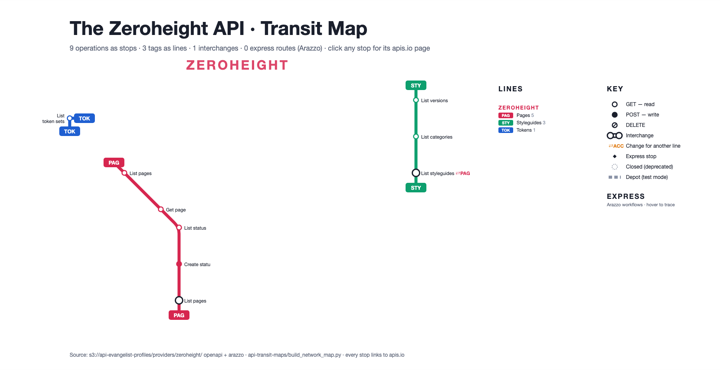 The Zeroheight API · Transit Map
9 operations as stops · 3 tags as lines · 1 interchanges · 0 express routes (Arazzo) · click any stop for its apis.io page
ZEROHEIGHT
List
token sets
TOK
TOK
PAG
List pages
Get page
List status
Create statu
List pages
PAG
STY
List versions
List categories
List styleguides ⇄PAG
STY
LINES
ZEROHEIGHT
PAG Pages 5
STY Styleguides 3
TOK Tokens 1
KEY
GET — read
POST — write
DELETE
Interchange
⇄ADS Change for another line
Express stop
Closed (deprecated)
Depot (test mode)
EXPRESS
Arazzo workflows · hover to trace
Source: s3://api-evangelist-profiles/providers/zeroheight/ openapi + arazzo · api-transit-maps/build_network_map.py · every stop links to apis.io